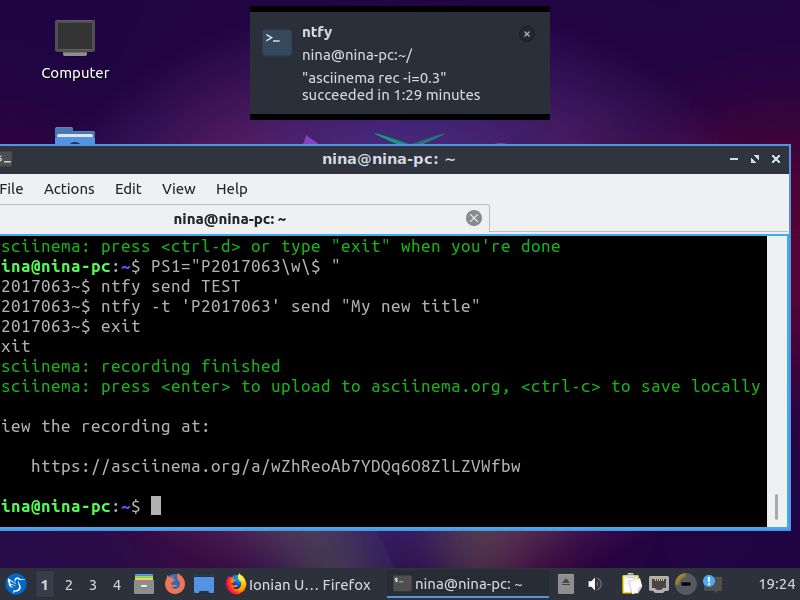 ntfy
nina@nina-pc:~/
"asciinema rec -i=0.3"
succeeded in 1:29 minutes
Computer
nina@nina-pc: ~
File Actions Edit View Help
nina@nina-pc: ~
sciinema: press <ctrl-d> or type "exit" when you're done
ina@nina-pc:~$ PS1="P2017063\w\$ "
2017063~$ ntfy send TEST
2017063~$ ntfy -t 'P2017063' send "My new title"
2017063~$ exit
xit
sciinema: recording finished
sciinema: press <enter> to upload to asciinema.org, <ctrl-c> to save locally
iew the recording at:
https://asciinema.org/a/wZhReoAb7YDQq6O8ZlLZVWfbw
ina@nina-pc:~$
1 2 3 4 Ionian U... Firefox nina@nina-pc: ~ 19:24